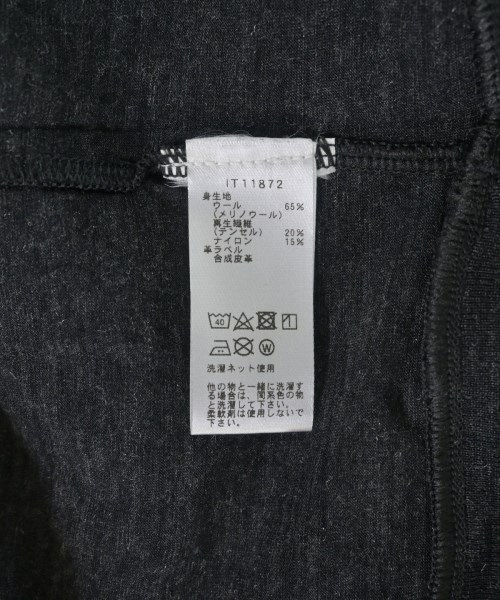 IT11872
身生地
ウール 65%
(メリノウール)
再生繊維
(テンセル) 20%
ナイロン 15%
革ラベル
合成皮革
40
W
洗濯ネット使用
他の物と一緒に洗濯す
る場合は、同系色の物
と洗濯して下さい。
柔軟剤は使用しないで
下さい。